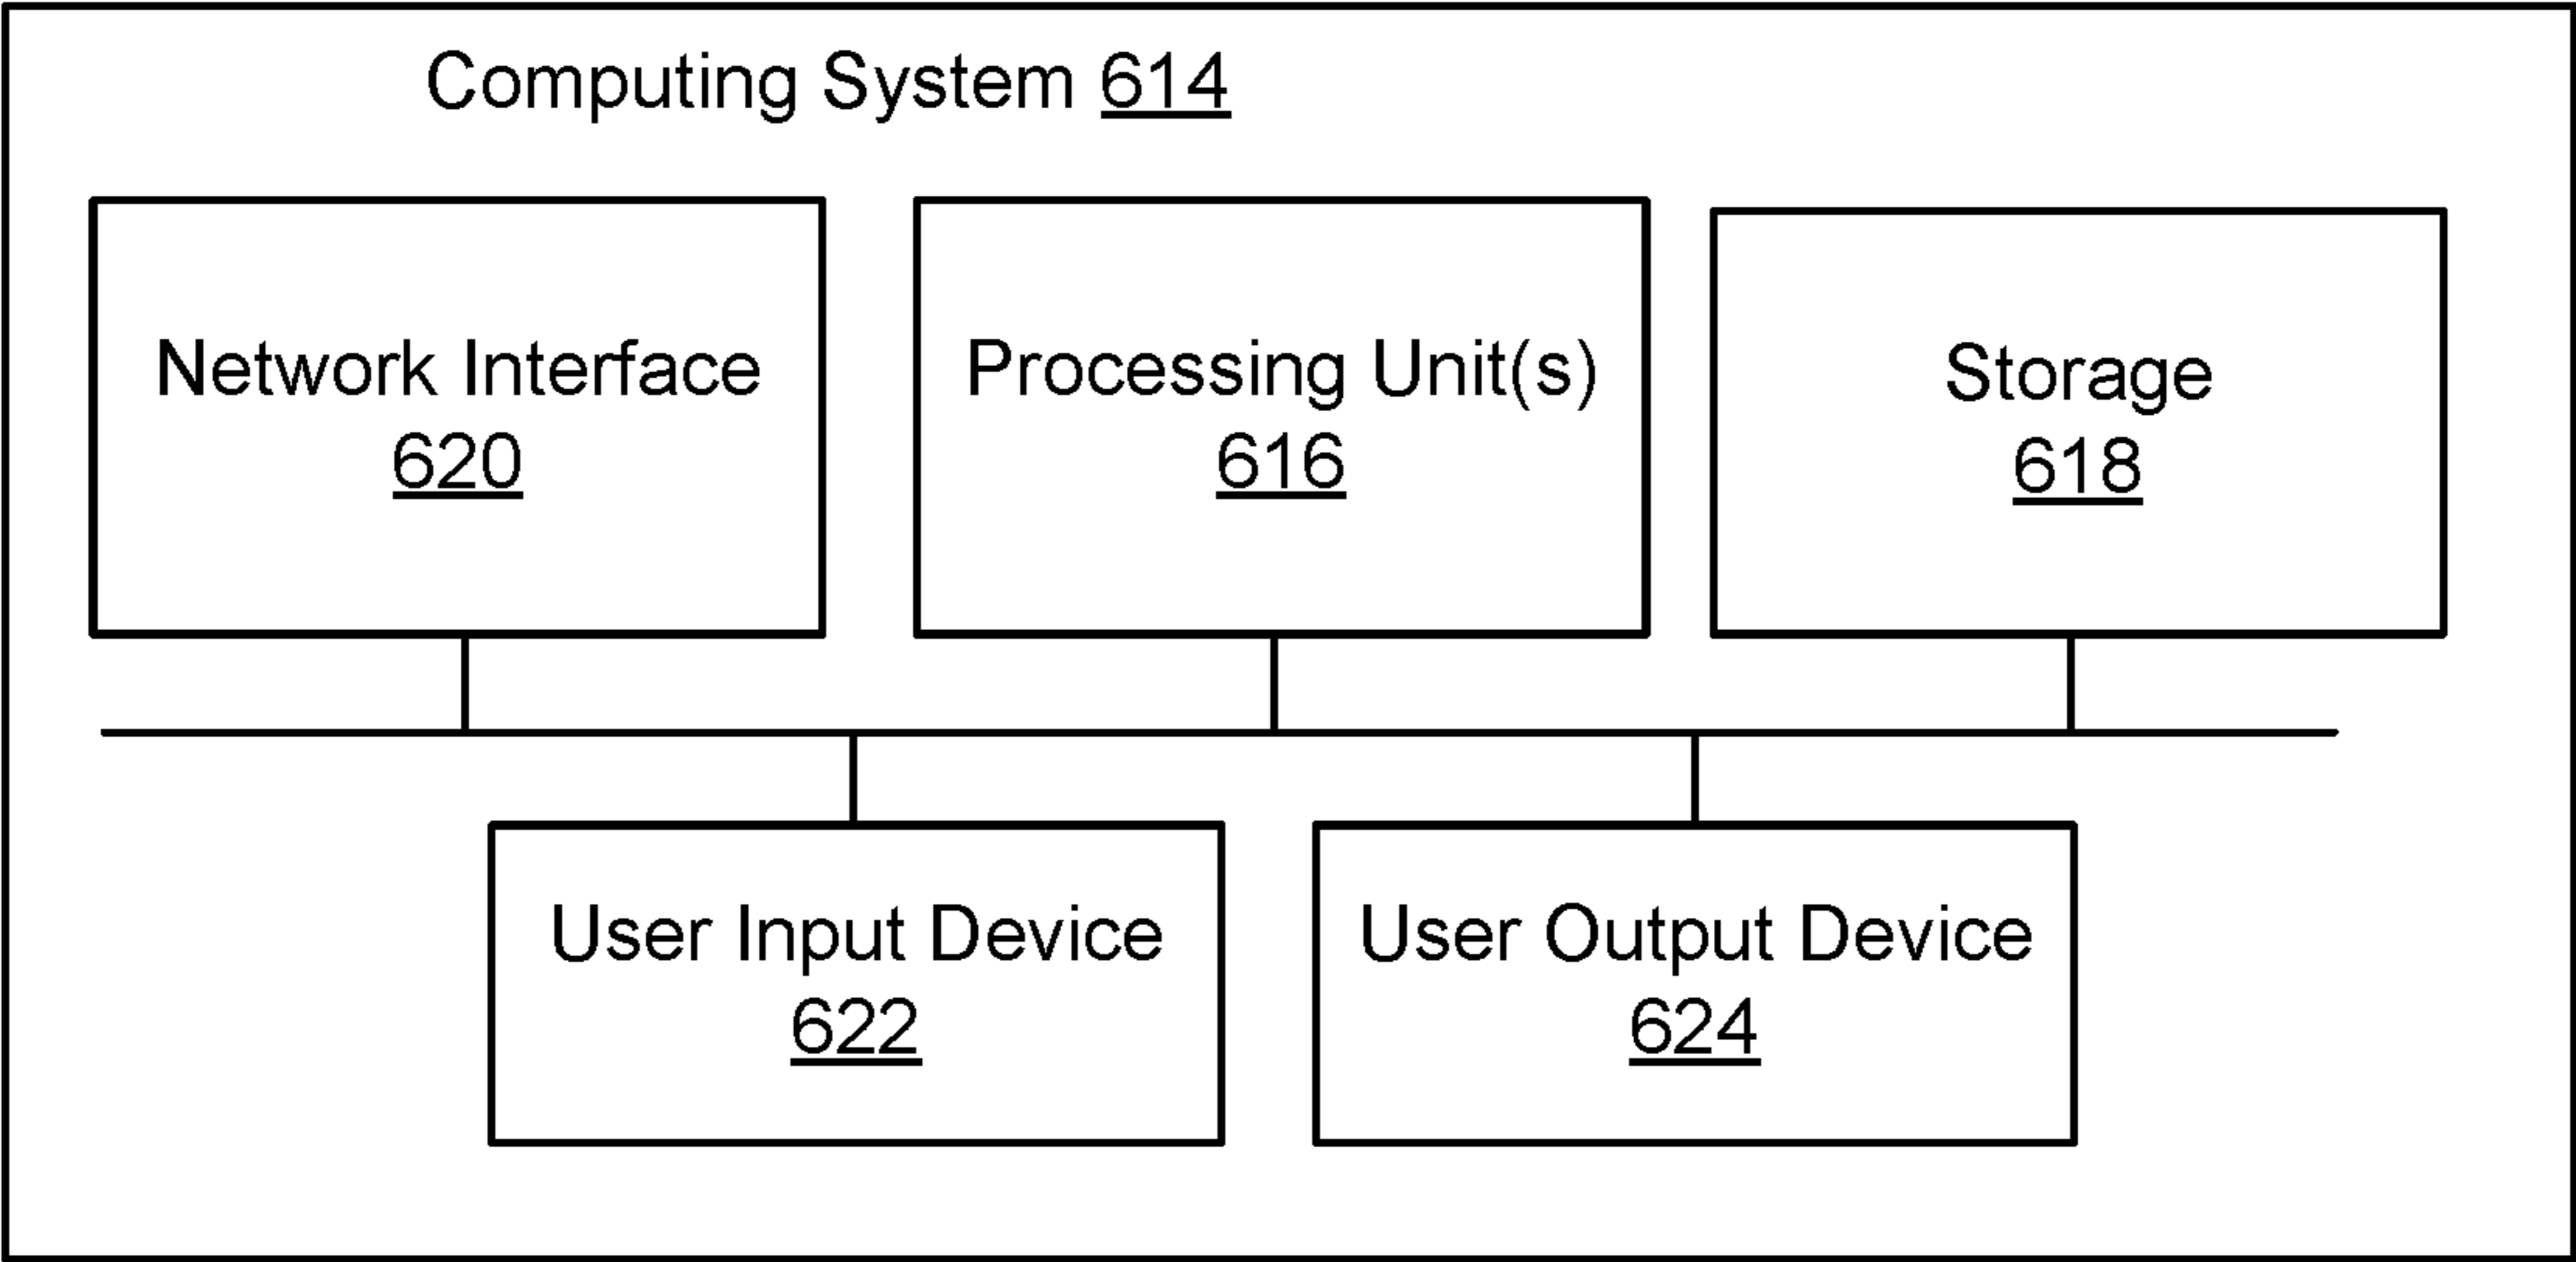 Computing System 614
Network Interface
620
Processing Unit(s)
616
Storage
618
User Input Device
622
User Output Device
624